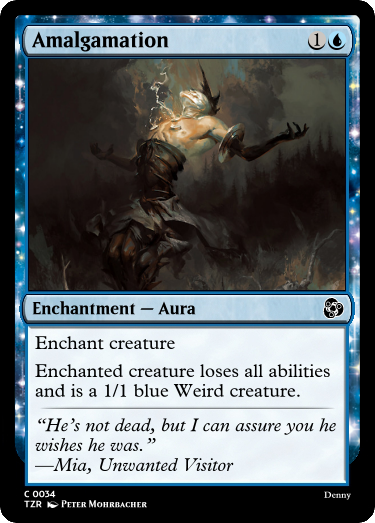 Amalgamation 1
Enchantment — Aura
Enchant creature
Enchanted creature loses all abilities
and is a 1/1 blue Weird creature.
“He's not dead, but I can assure you he
wishes he was.”
—Mia, Unwanted Visitor
C 0034
Denny
TZR Peter Mohrbacher